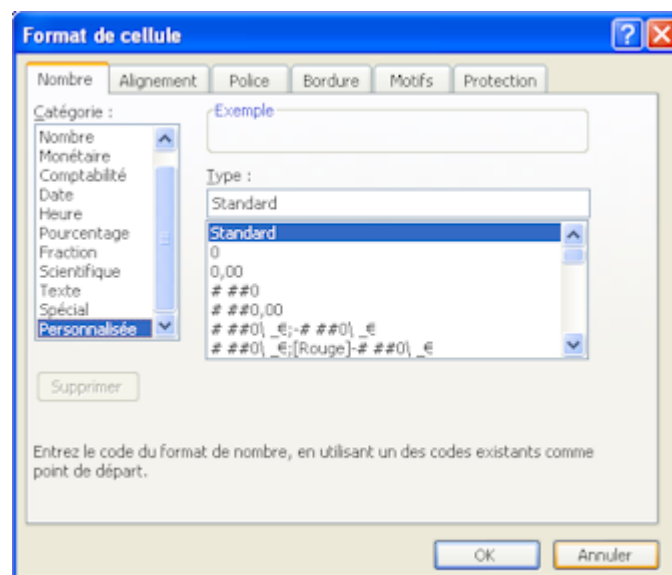 Format de cellule
Nombre Alignement Police Bordure Motifs Protection
Catégorie :
Nombre
Monétaire
Comptabilité
Date
Heure
Pourcentage
Fraction
Scientifique
Texte
Spécial
Personnalisée
Exemple
Type :
Standard
Standard
0
0,00
# ##0
# ##0,00
# ##0\ _€;-# ##0\ _€
# ##0\ _€;[Rouge]-# ##0\ _€
Supprimer
Entrez le code du format de nombre, en utilisant un des codes existants comme
point de départ.
OK Annuler